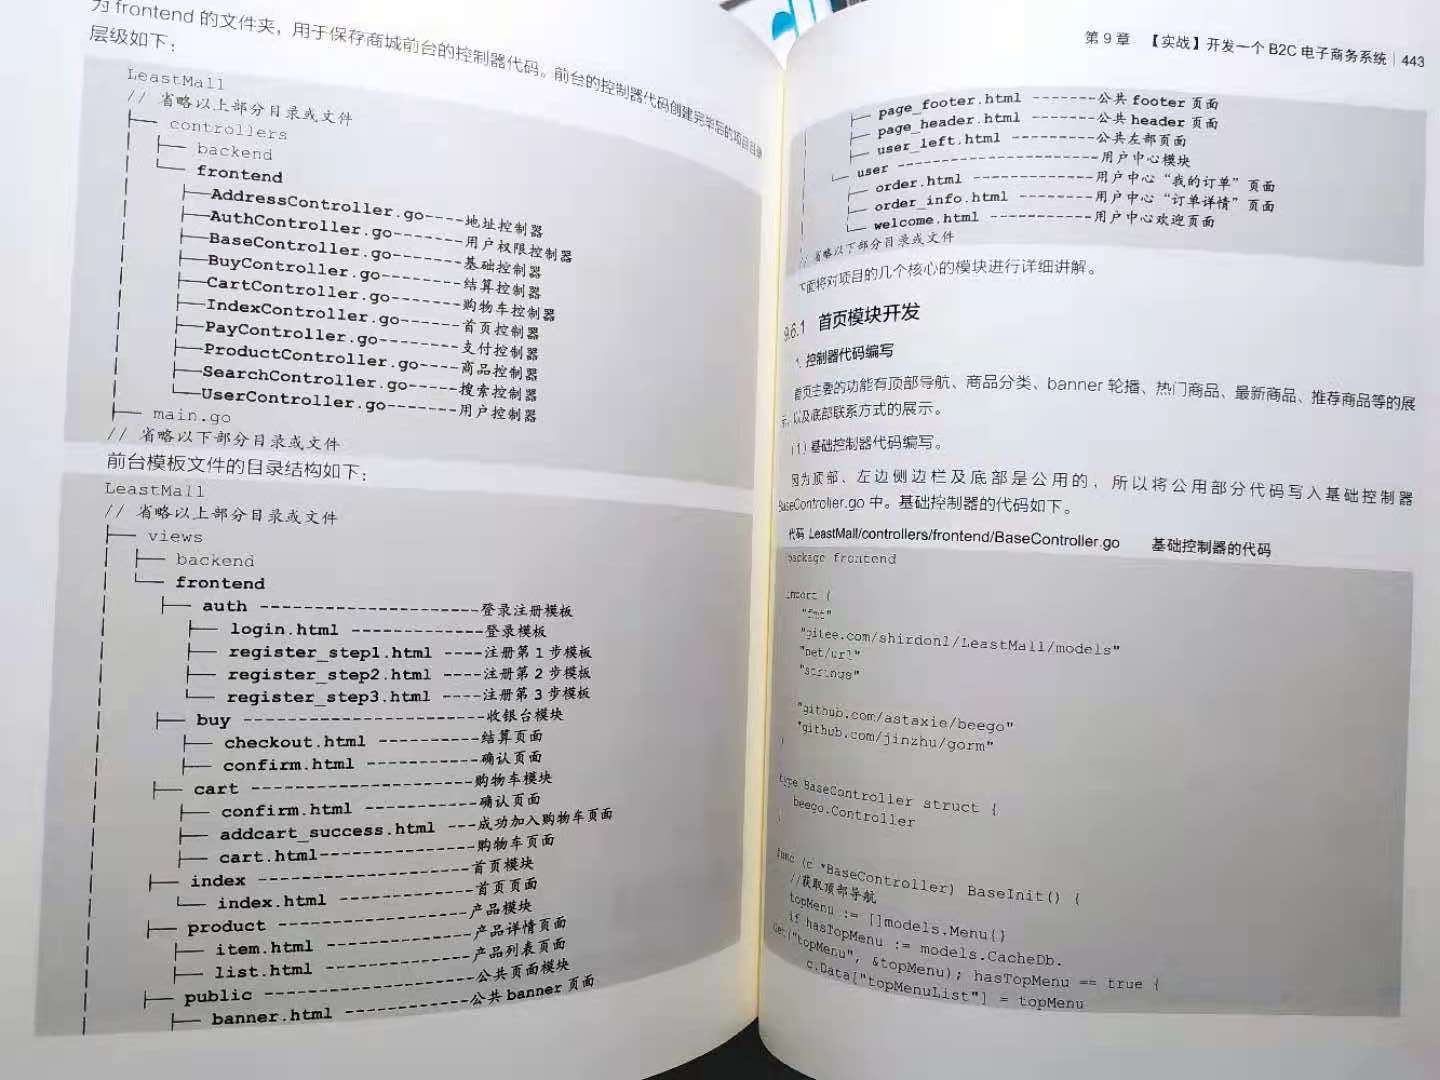 为 frontend 的文件夹，用于保存商城前台的控制器代码。前台的控制器代码创建完毕后的项目目录
层级如下：
LeastMall
// 省略以上部分目录或文件
├── controllers
│ ├── backend
│ └── frontend
│ ├──AddressController.go----地址控制器
│ ├──AuthController.go-------用户权限控制器
│ ├──BaseController.go-------基础控制器
│ ├──BuyController.go--------结算控制器
│ ├──CartController.go-------购物车控制器
│ ├──IndexController.go------首页控制器
│ ├──PayController.go--------支付控制器
│ ├──ProductController.go----商品控制器
│ ├──SearchController.go-----搜索控制器
│ └──UserController.go-------用户控制器
├── main.go
// 省略以下部分目录或文件
前台模板文件的目录结构如下：
LeastMall
// 省略以上部分目录或文件
├── views
│ ├── backend
│ └── frontend
│ ├── auth ----------------------登录注册模板
│ ├── login.html -------------登录模板
│ ├── register_step1.html ----注册第 1 步模板
│ ├── register_step2.html ----注册第 2 步模板
│ └── register_step3.html ----注册第 3 步模板
│ ├── buy ------------------------收银台模块
│ ├── checkout.html ----------结算页面
│ ├── confirm.html -----------确认页面
│ ├── cart -----------------------购物车模块
│ ├── confirm.html -----------确认页面
│ ├── addcart_success.html ---成功加入购物车页面
│ ├── cart.html---------------购物车页面
│ ├── index ---------------------首页模块
│ └── index.html -------------首页页面
│ ├── product -------------------产品模块
│ ├── item.html --------------产品详情页面
│ ├── list.html --------------产品列表页面
│ ├── public --------------------公共页面模块
│ ├── banner.html ------------公共 banner 页面
第 9 章 【实战】开发一个 B2C 电子商务系统 | 443
├── page_footer.html -------公共 footer 页面
├── page_header.html -------公共 header 页面
├── user_left.html ---------公共左部页面
└── user ----------------------用户中心模块
├── order.html -------------用户中心“我的订单”页面
├── order_info.html --------用户中心“订单详情”页面
└── welcome.html -----------用户中心欢迎页面
// 省略以下部分目录或文件
下面将对项目的几个核心的模块进行详细讲解。
9.6.1 首页模块开发
1. 控制器代码编写
首页主要的功能有顶部导航、商品分类、banner 轮播、热门商品、最新商品、推荐商品等的展
示，以及底部联系方式的展示。
（1）基础控制器代码编写。
因为顶部、左边侧边栏及底部是公用的，所以将公用部分代码写入基础控制器
BaseController.go 中。基础控制器的代码如下。
代码 LeastMall/controllers/frontend/BaseController.go 基础控制器的代码
package frontend
import (
"fmt"
"gitee.com/shirdonl/LeastMall/models"
"net/url"
"strings"
"github.com/astaxie/beego"
"github.com/jinzhu/gorm"
)
type BaseController struct {
beego.Controller
}
func (c *BaseController) BaseInit() {
//获取顶部导航
topMenu := []models.Menu{}
if hasTopMenu := models.CacheDb.
Get("topMenu", &topMenu); hasTopMenu == true {
c.Data["topMenuList"] = topMenu